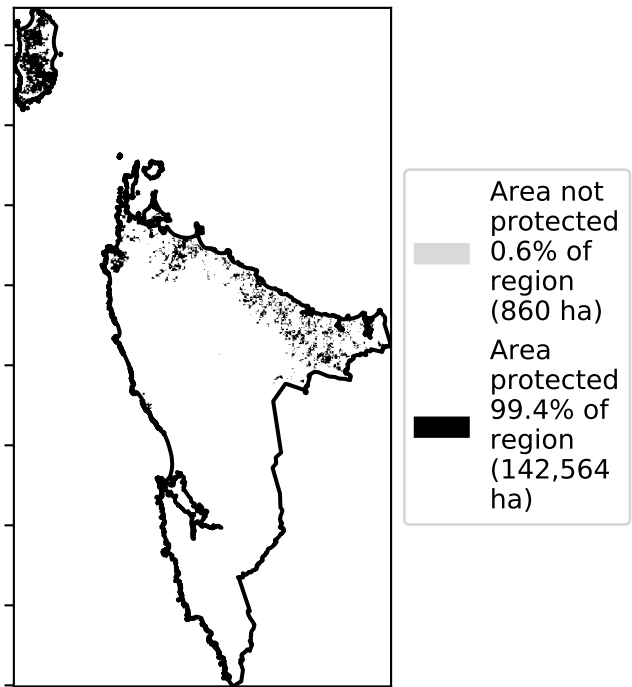 Area not
protected
0.6% of
region
(860 ha)
Area
protected
99.4% of
region
(142,564
ha)